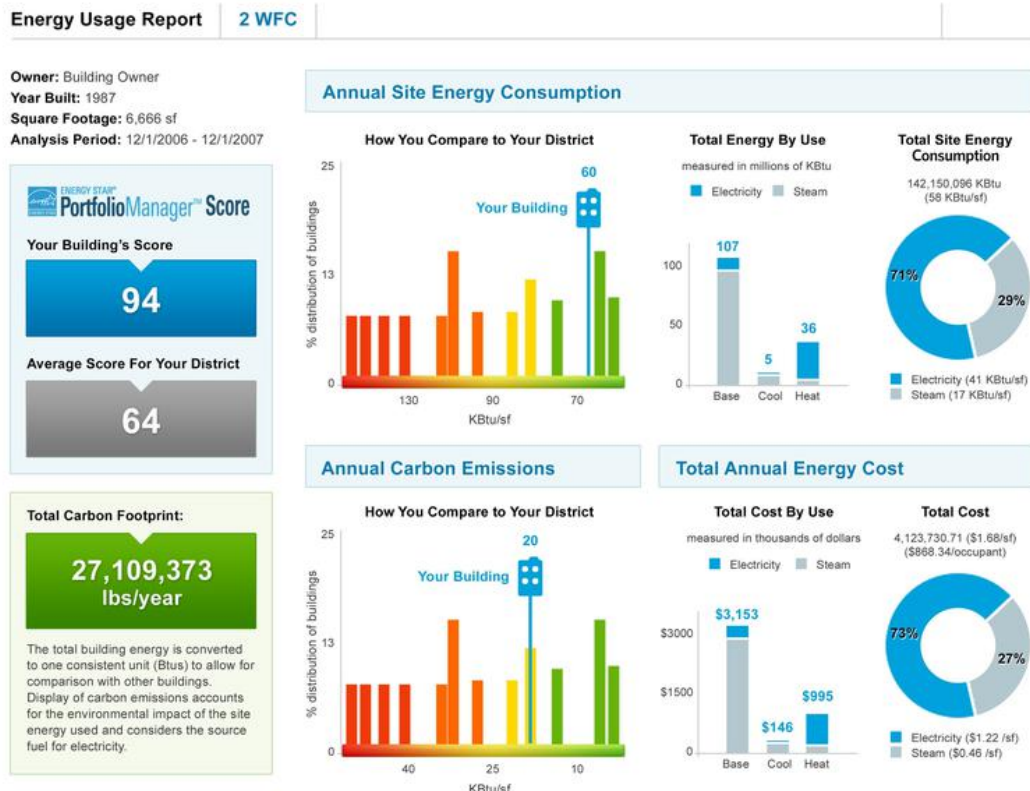 Energy Usage Report
2 WFC
Owner: Building Owner
Year Built: 1987
Square Footage: 6,666 sf
Analysis Period: 12/1/2006 - 12/1/2007
ENERGY STAR®
PortfolioManager™ Score
Your Building's Score
94
Average Score For Your District
64
Total Carbon Footprint:
27,109,373
lbs/year
The total building energy is converted
to one consistent unit (Btus) to allow for
comparison with other buildings.
Display of carbon emissions accounts
for the environmental impact of the site
energy used and considers the source
fuel for electricity.
Annual Site Energy Consumption
How You Compare to Your District
25
13
0
% distribution of buildings
60
Your Building
130
90
70
KBtu/sf
Total Energy By Use
measured in millions of KBtu
Electricity
Steam
100
50
0
107
5
36
Base
Cool
Heat
Total Site Energy
Consumption
142,150,096 KBtu
(58 KBtu/sf)
71%
29%
Electricity (41 KBtu/sf)
Steam (17 KBtu/sf)
Annual Carbon Emissions
How You Compare to Your District
25
13
0
% distribution of buildings
20
Your Building
40
25
10
KBtu/sf
Total Annual Energy Cost
Total Cost By Use
measured in thousands of dollars
Electricity
Steam
$3000
$1500
0
$3,153
$146
$995
Base
Cool
Heat
Total Cost
4,123,730.71 ($1.68/sf)
($868.34/occupant)
73%
27%
Electricity ($1.22 /sf)
Steam ($0.46 /sf)